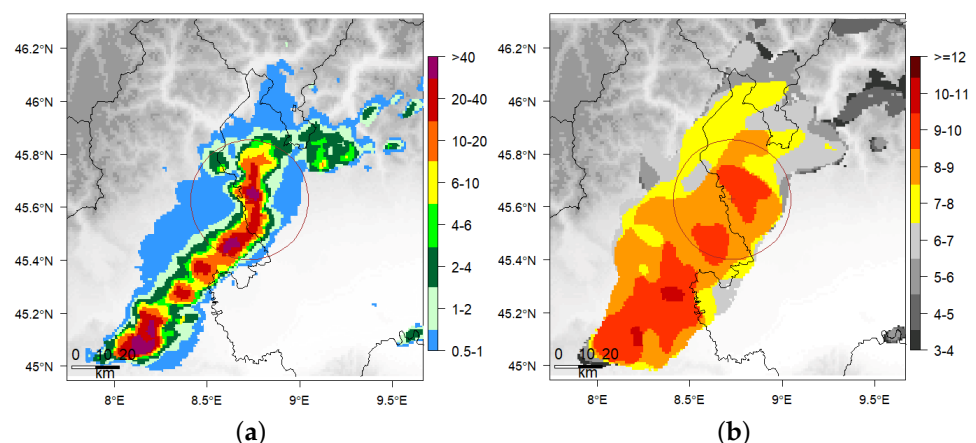 46.2°N
46°N
45.8°N
45.6°N
45.4°N
45.2°N
45°N
0 10 20
km
8°E
8.5°E
9°E
9.5°E
>40
20-40
10-20
6-10
4-6
2-4
1-2
0.5-1
(a)
46.2°N
46°N
45.8°N
45.6°N
45.4°N
45.2°N
45°N
0 10 20
km
8°E
8.5°E
9°E
9.5°E
>=12
10-11
9-10
8-9
7-8
6-7
5-6
4-5
3-4
(b)